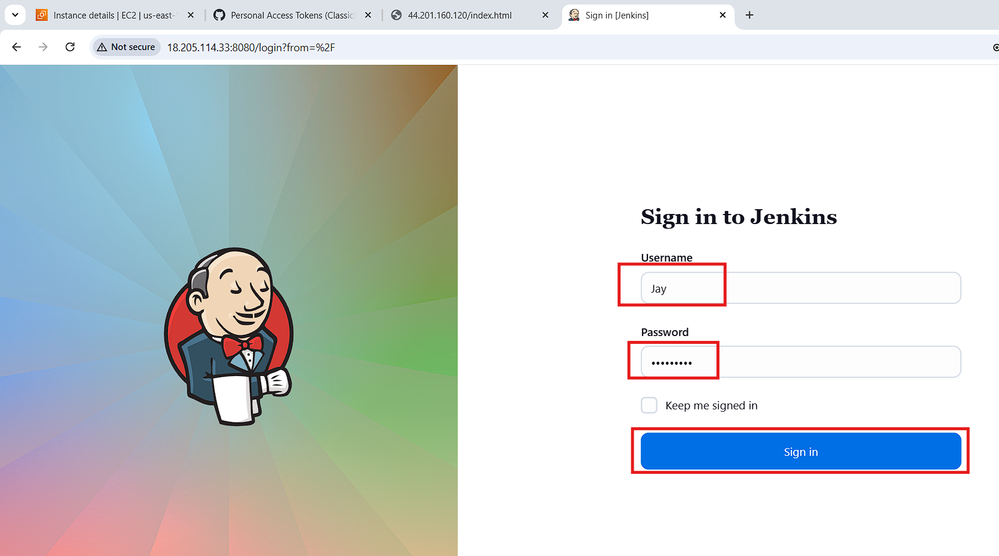 Instance details | EC2 | us-east-1
Personal Access Tokens (Classic)
44.201.160.120/index.html
Sign in [Jenkins]
Not secure
18.205.114.33:8080/login?from=%2F
Sign in to Jenkins
Username
Jay
Password
•••••••••
Keep me signed in
Sign in